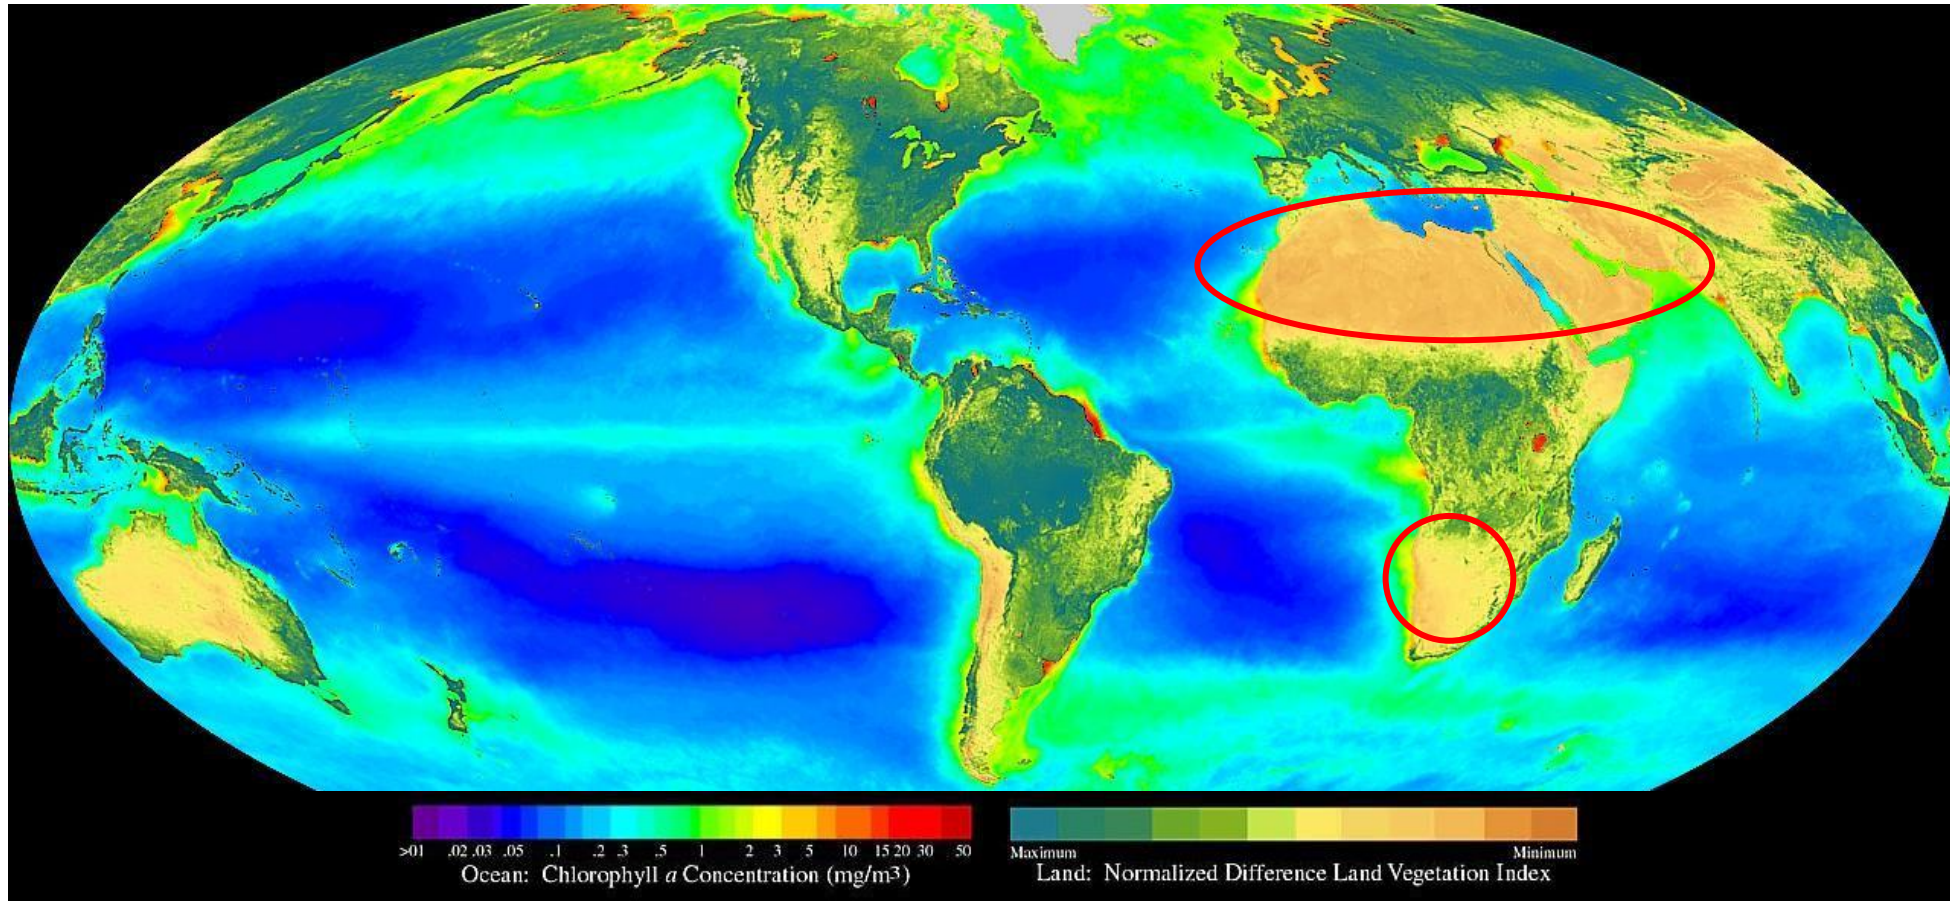 >01 .02 .03 .05 .1 .2 .3 .5 1 2 3 5 10 15 20 30 50
Ocean: Chlorophyll a Concentration (mg/m3)
Maximum Minimum
Land: Normalized Difference Land Vegetation Index